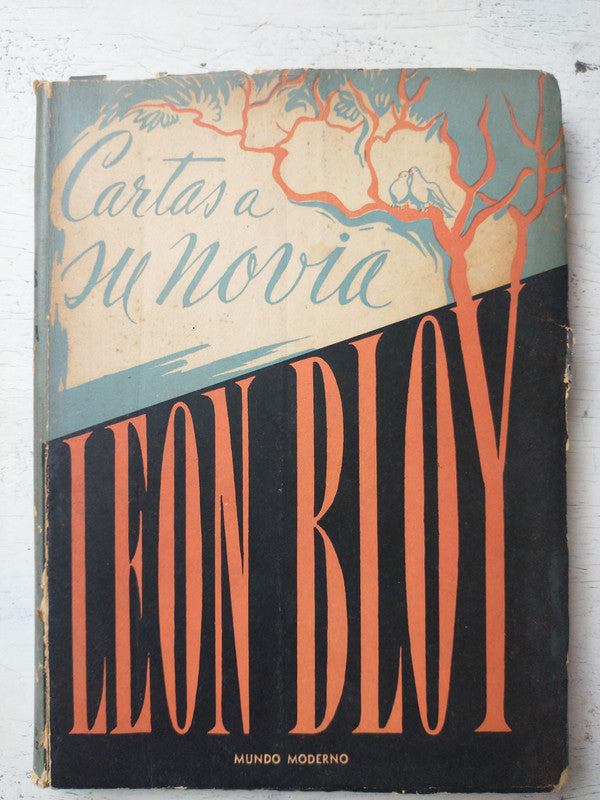 Cartas a
su novia
LEON BLOY
MUNDO MODERNO